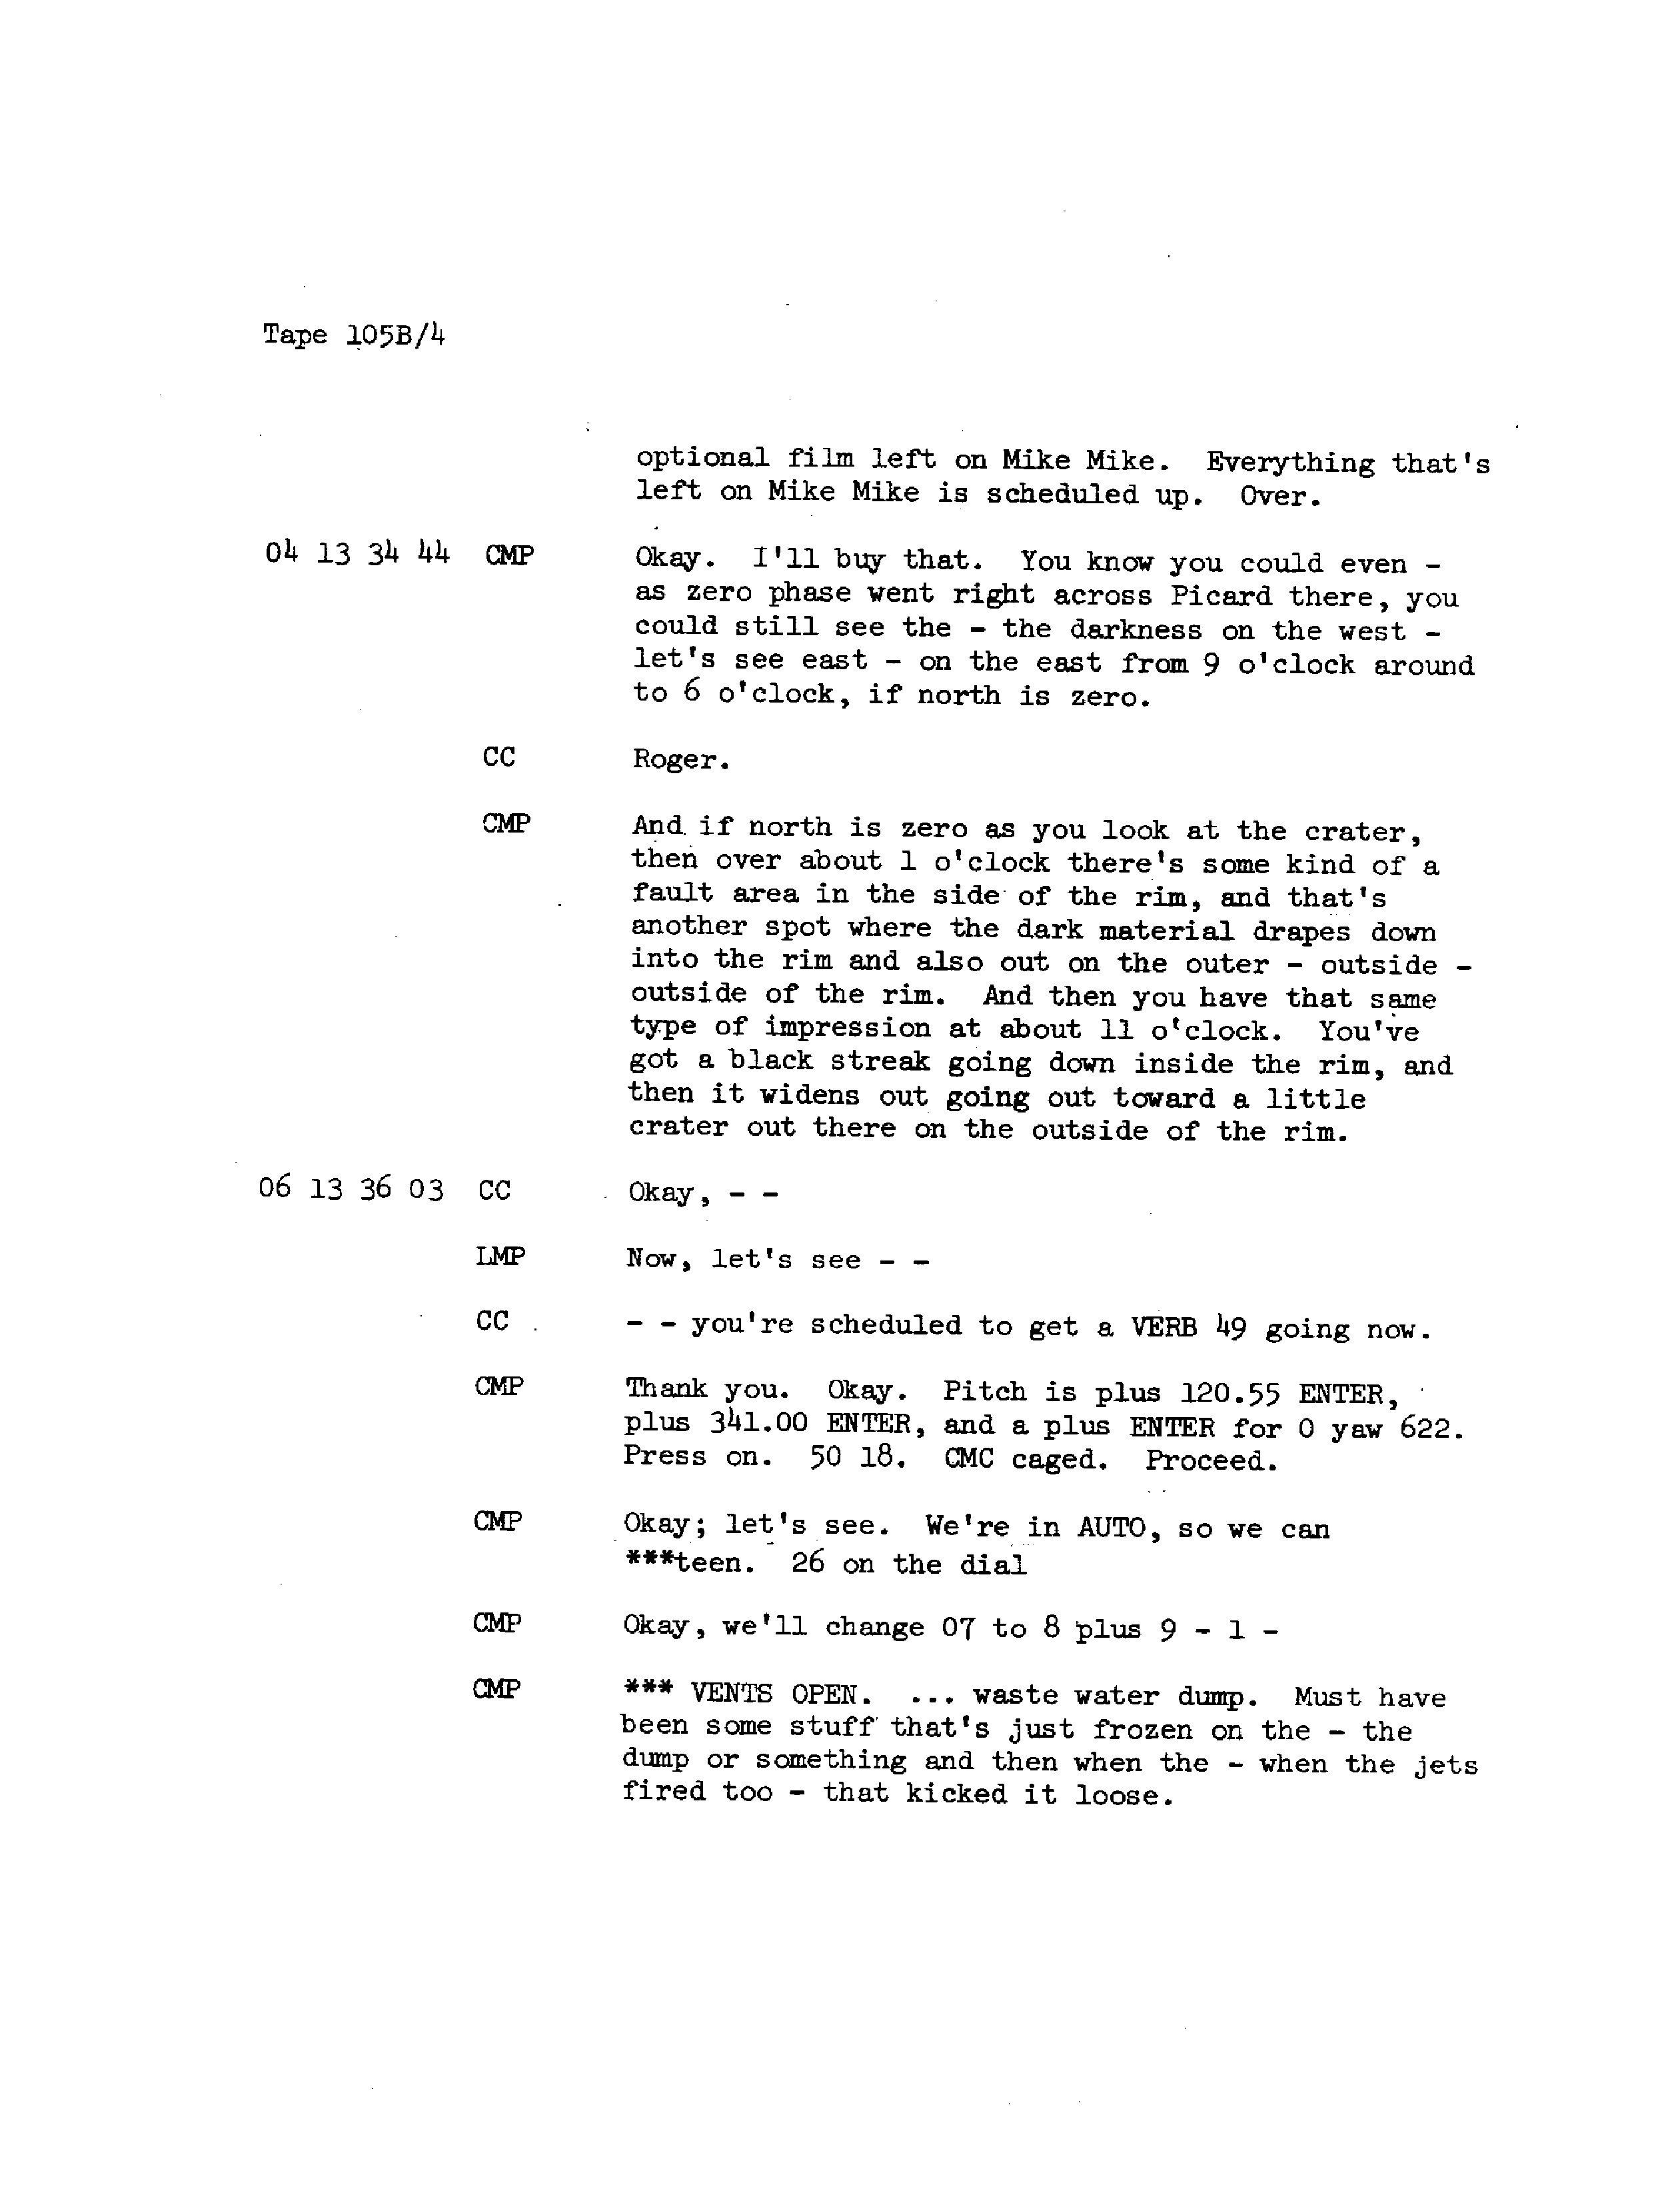 Tape 105B/4
optional film left on Mike Mike. Everything that's
left on Mike Mike is scheduled up. Over.
04 13 34 44 CMP Okay. I'll buy that. You know you could even -
as zero phase went right across Picard there, you
could still see the - the darkness on the west -
let's see east - on the east from 9 o'clock around
to 6 o'clock, if north is zero.
CC Roger.
CMP And if north is zero as you look at the crater,
then over about 1 o'clock there's some kind of a
fault area in the side of the rim, and that's
another spot where the dark material drapes down
into the rim and also out on the outer - outside -
outside of the rim. And then you have that same
type of impression at about 11 o'clock. You've
got a black streak going down inside the rim, and
then it widens out going out toward a little
crater out there on the outside of the rim.
06 13 36 03 CC Okay, - -
LMP Now, let's see - -
CC - - you're scheduled to get a VERB 49 going now.
CMP Thank you. Okay. Pitch is plus 120.55 ENTER,
plus 341.00 ENTER, and a plus ENTER for 0 yaw 622.
Press on. 50 18. CMC caged. Proceed.
CMP Okay; let's see. We're in AUTO, so we can
***teen. 26 on the dial
CMP Okay, we'll change 07 to 8 plus 9 - 1 -
CMP *** VENTS OPEN. ... waste water dump. Must have
been some stuff that's just frozen on the - the
dump or something and then when the - when the jets
fired too - that kicked it loose.